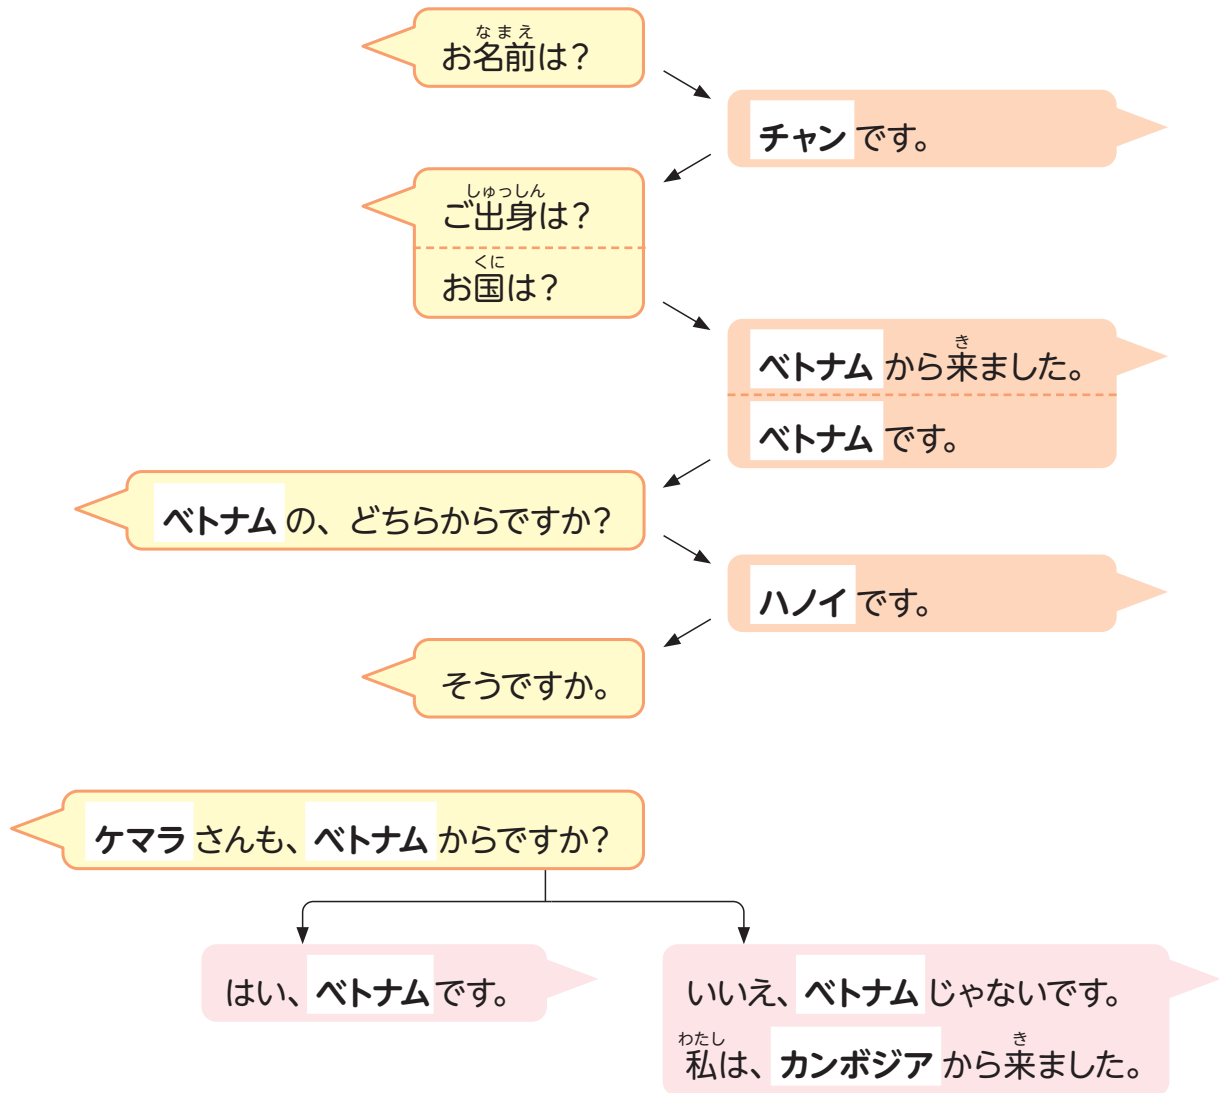 なまえ
お名前は？
チャンです。
しゅっしん
ご出身は？
くに
お国は？
き
ベトナムから来ました。
ベトナムです。
ベトナムの、どちらからですか？
ハノイです。
そうですか。
ケマラさんも、ベトナムからですか？
はい、ベトナムです。
いいえ、ベトナムじゃないです。
わたし き
私は、カンボジアから来ました。